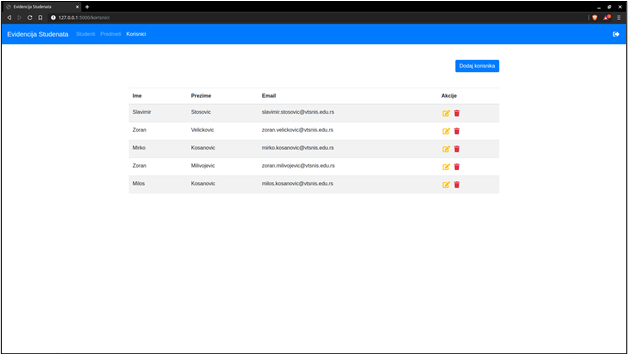 Evidencija Studenata
127.0.0.1:5000/korisnici
Evidencija Studenata Studenti Predmeti Korisnici
Dodaj korisnika
Ime Prezime Email Akcije
Slavimir Stosovic slavimir.stosovic@vtsnis.edu.rs
Zoran Velickovic zoran.velickovic@vtsnis.edu.rs
Mirko Kosanovic mirko.kosanovic@vtsnis.edu.rs
Zoran Milivojevic zoran.milivojevic@vtsnis.edu.rs
Milos Kosanovic milos.kosanovic@vtsnis.edu.rs